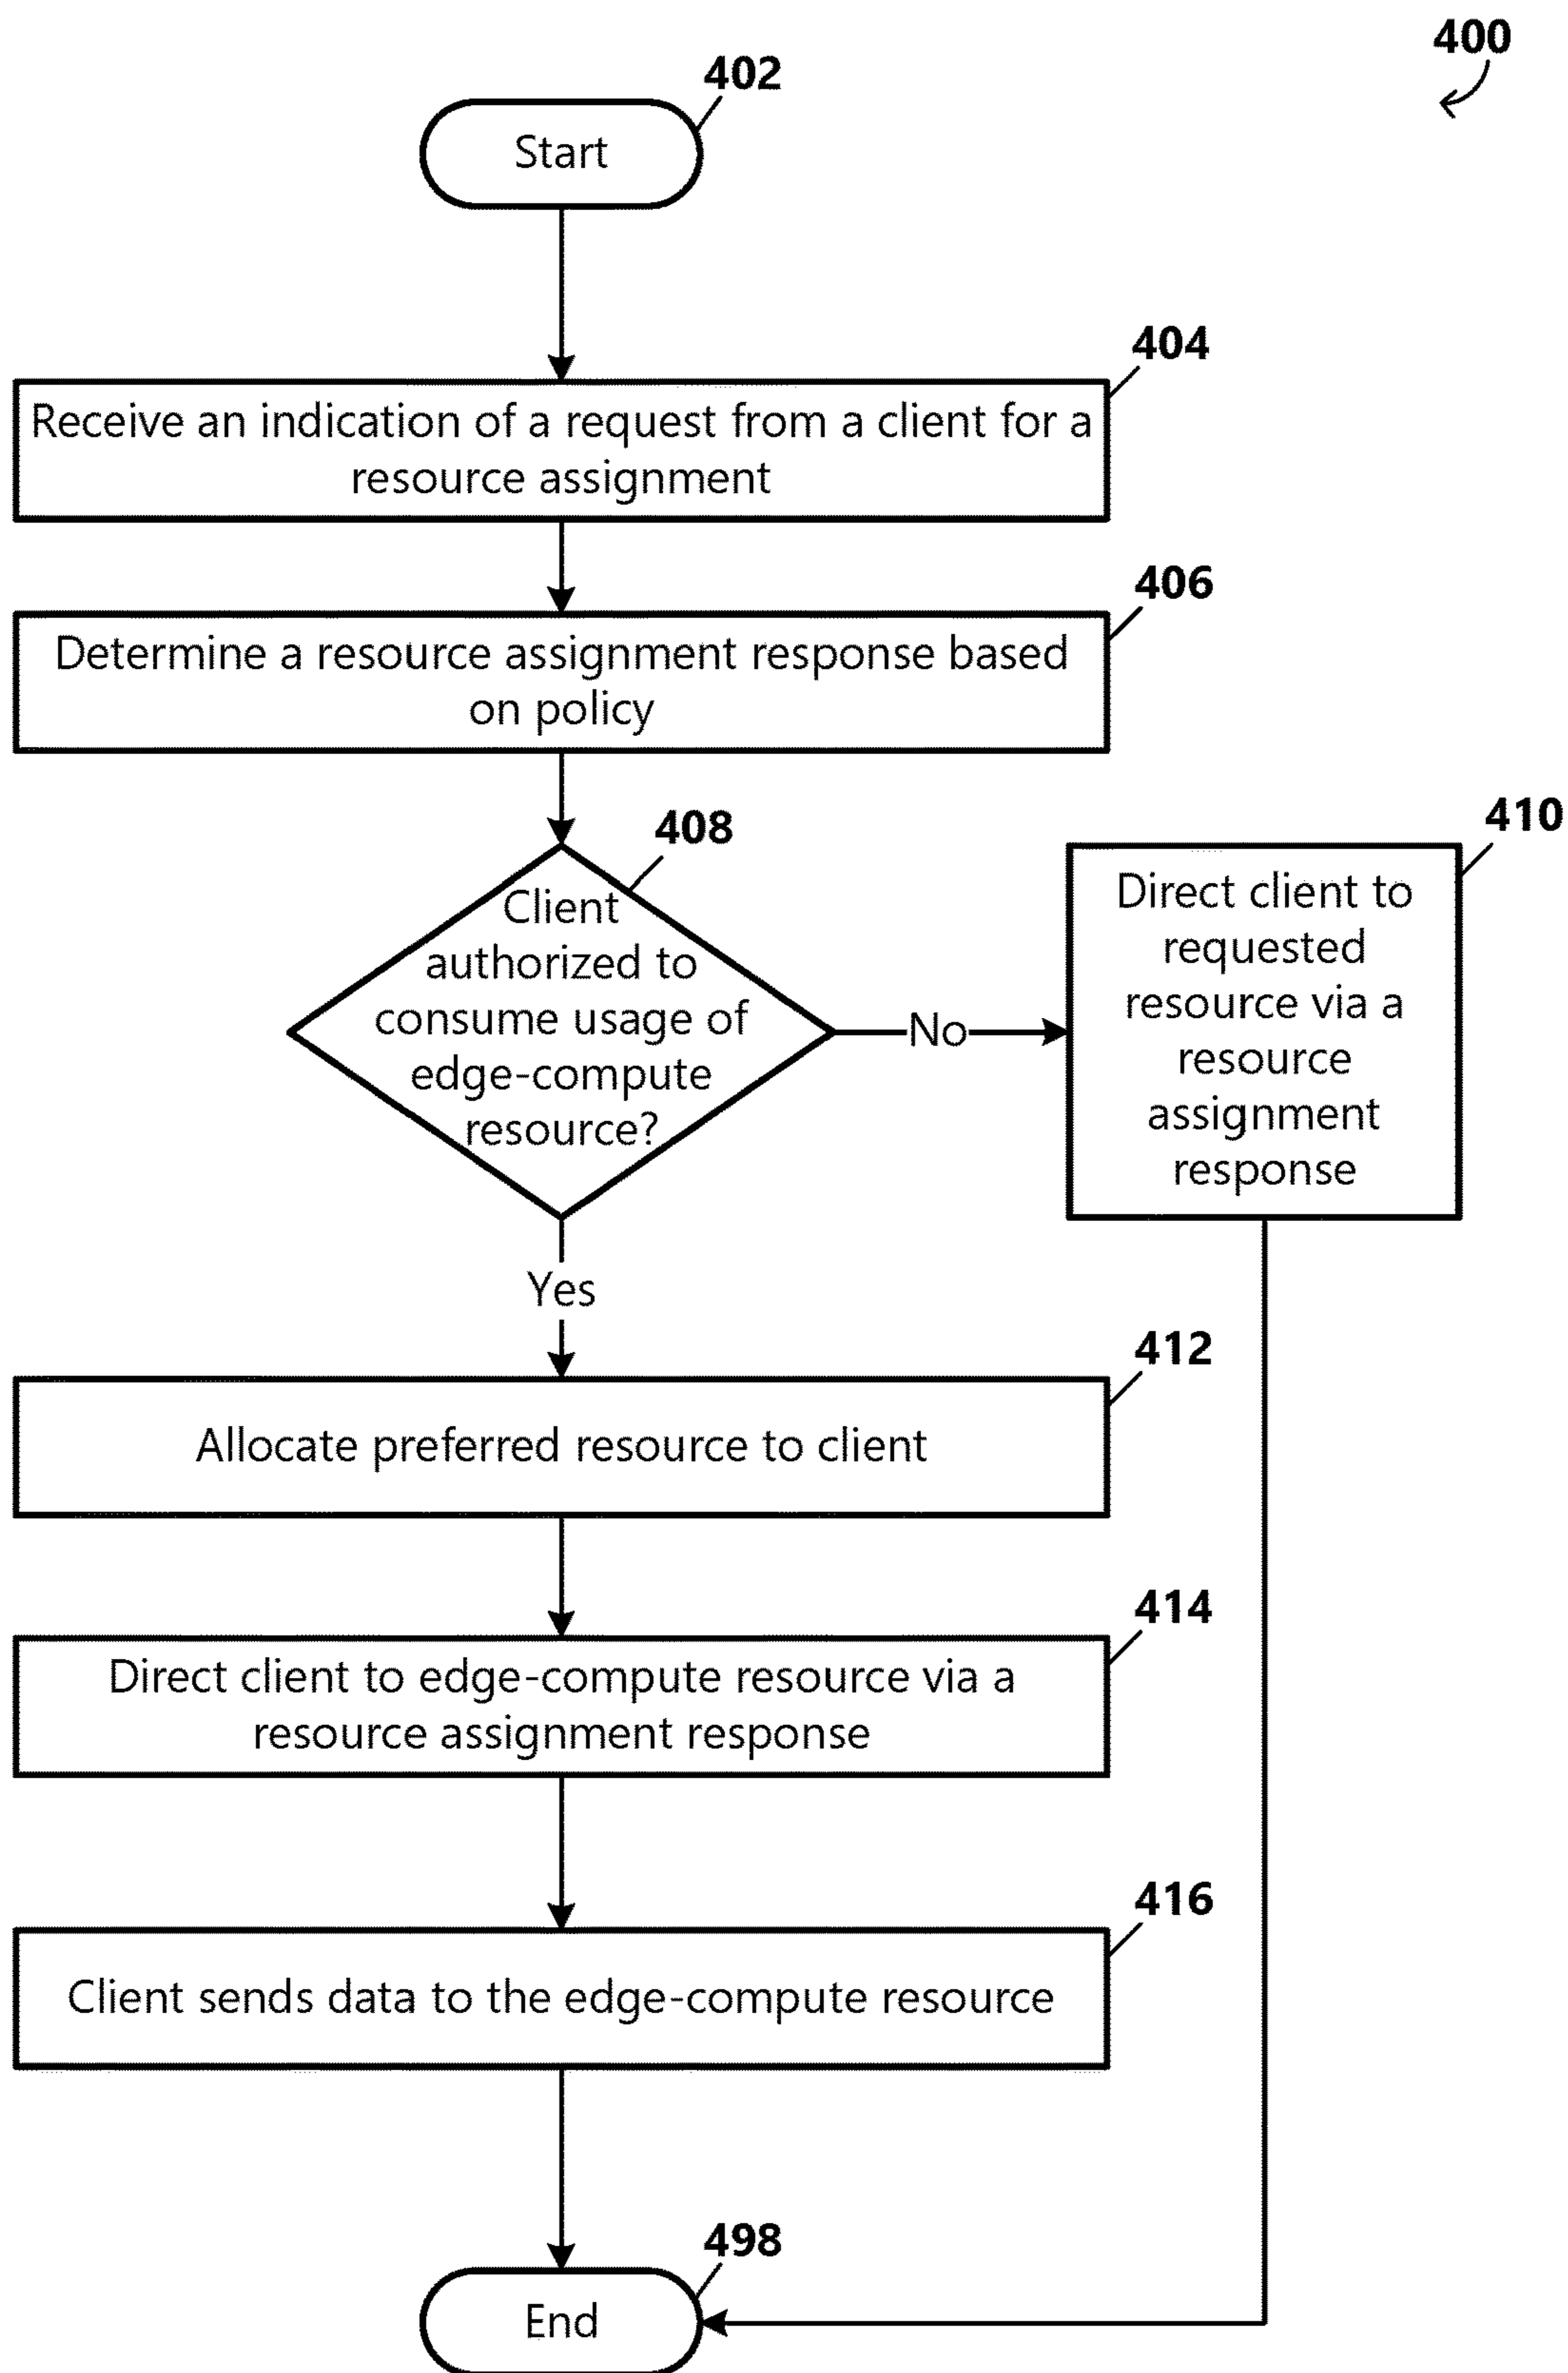 400
402
Start
404
Receive an indication of a request from a client for a
resource assignment
406
Determine a resource assignment response based
on policy
408
Client
authorized to
consume usage of
edge-compute
resource?
No
410
Direct client to
requested
resource via a
resource
assignment
response
Yes
412
Allocate preferred resource to client
414
Direct client to edge-compute resource via a
resource assignment response
416
Client sends data to the edge-compute resource
498
End